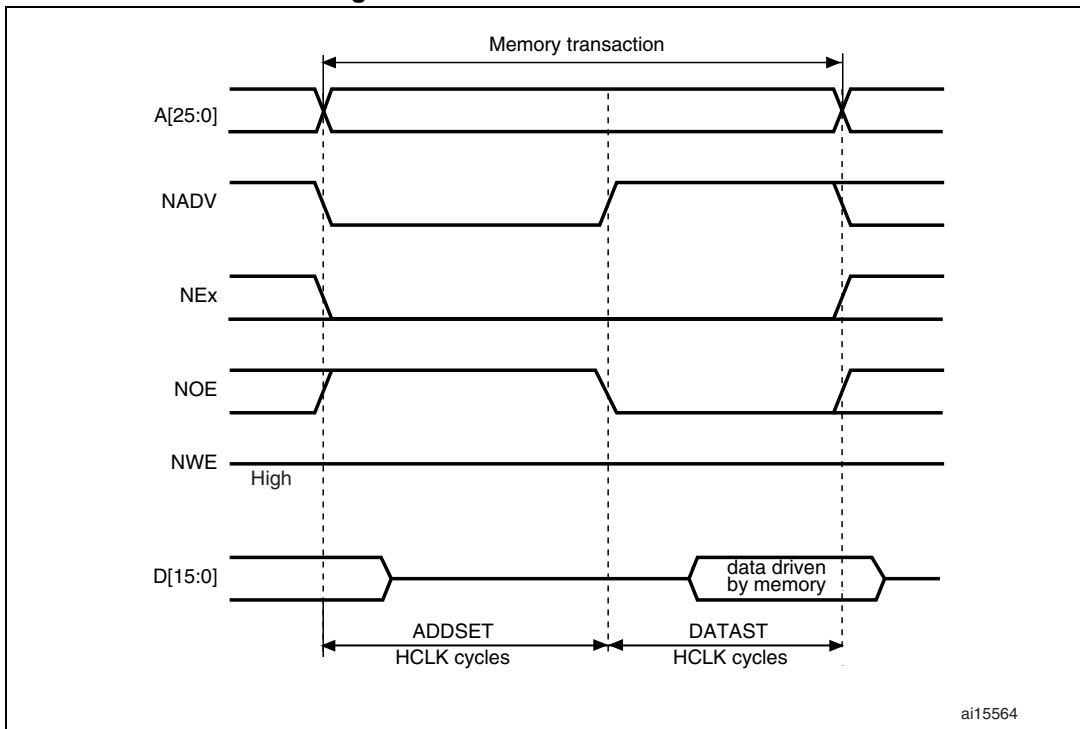 Memory transaction
A[25:0]
NADV
NEx
NOE
NWE
High
D[15:0]
data driven
by memory
ADDSET
HCLK cycles
DATAST
HCLK cycles
ai15564